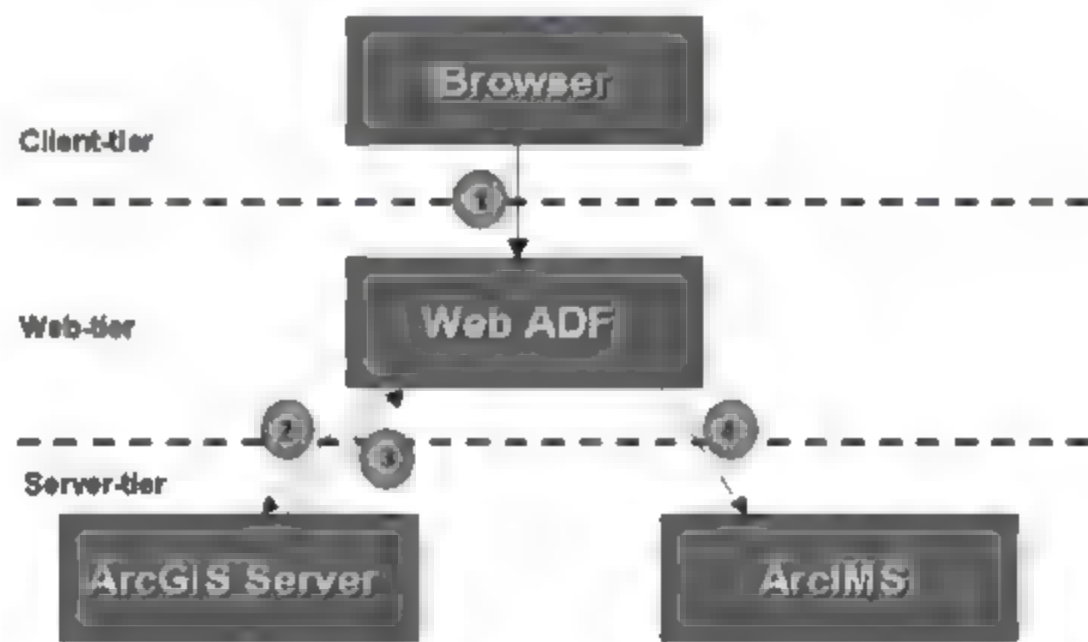 Browser
Client-tier
1
Web ADF
Web-tier
2
3
4
Server-tier
ArcGIS Server
ArcIMS